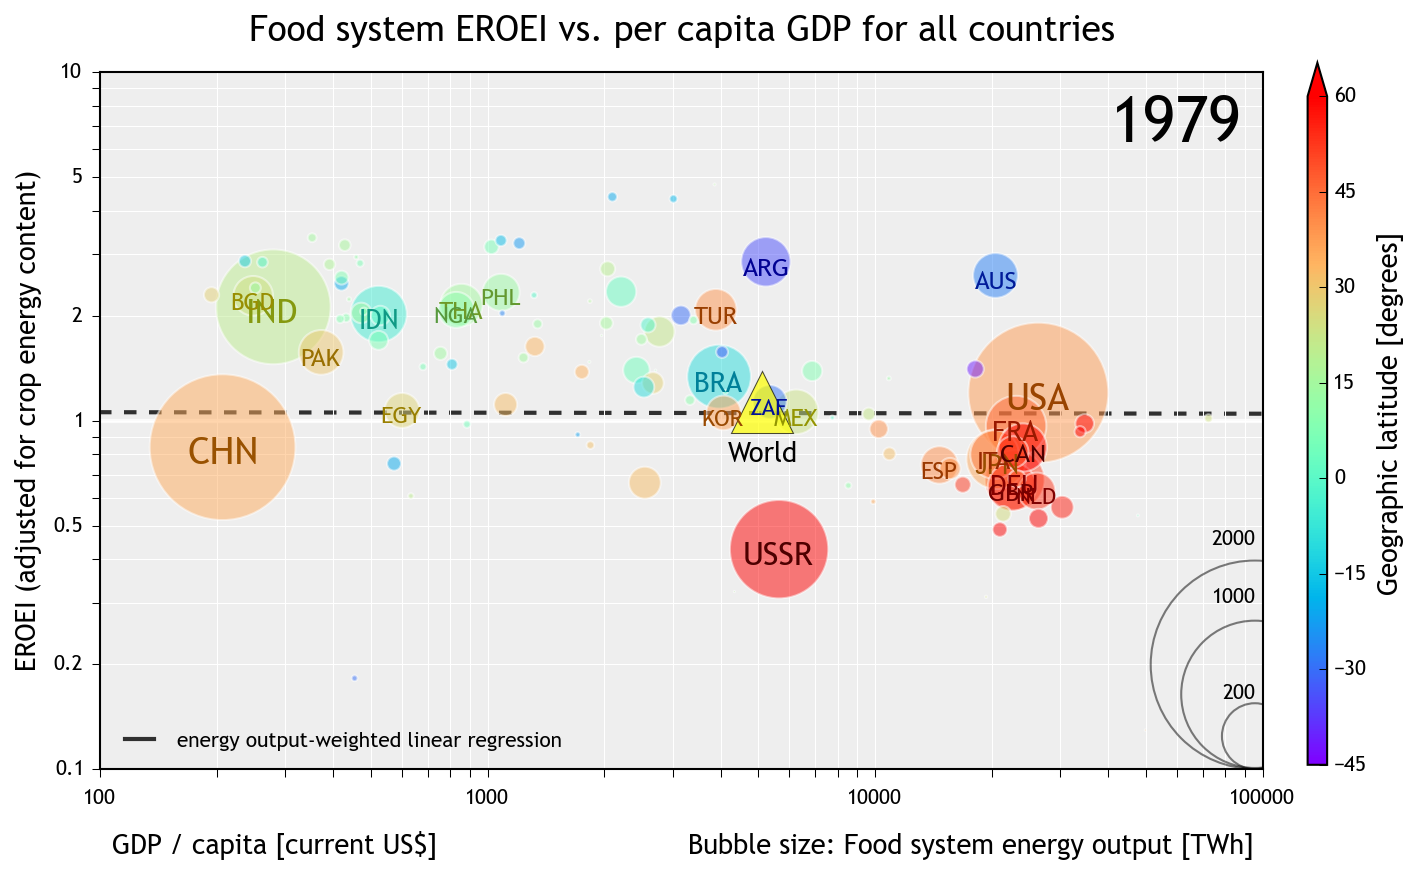 Food system EROEI vs. per capita GDP for all countries
1979
EROEI (adjusted for crop energy content)
10
5
2
1
0.5
0.2
0.1
100
1000
10000
100000
GDP / capita [current US$]
Bubble size: Food system energy output [TWh]
Geographic latitude [degrees]
60
45
30
15
0
−15
−30
−45
ARG
AUS
BGD
IND
IDN
NGA
THA
PHL
TUR
PAK
BRA
USA
EGY
KOR
ZAF
MEX
World
CHN
FRA
CAN
ESP
ITA
JPN
DEU
GBR
NLD
USSR
2000
1000
200
energy output-weighted linear regression